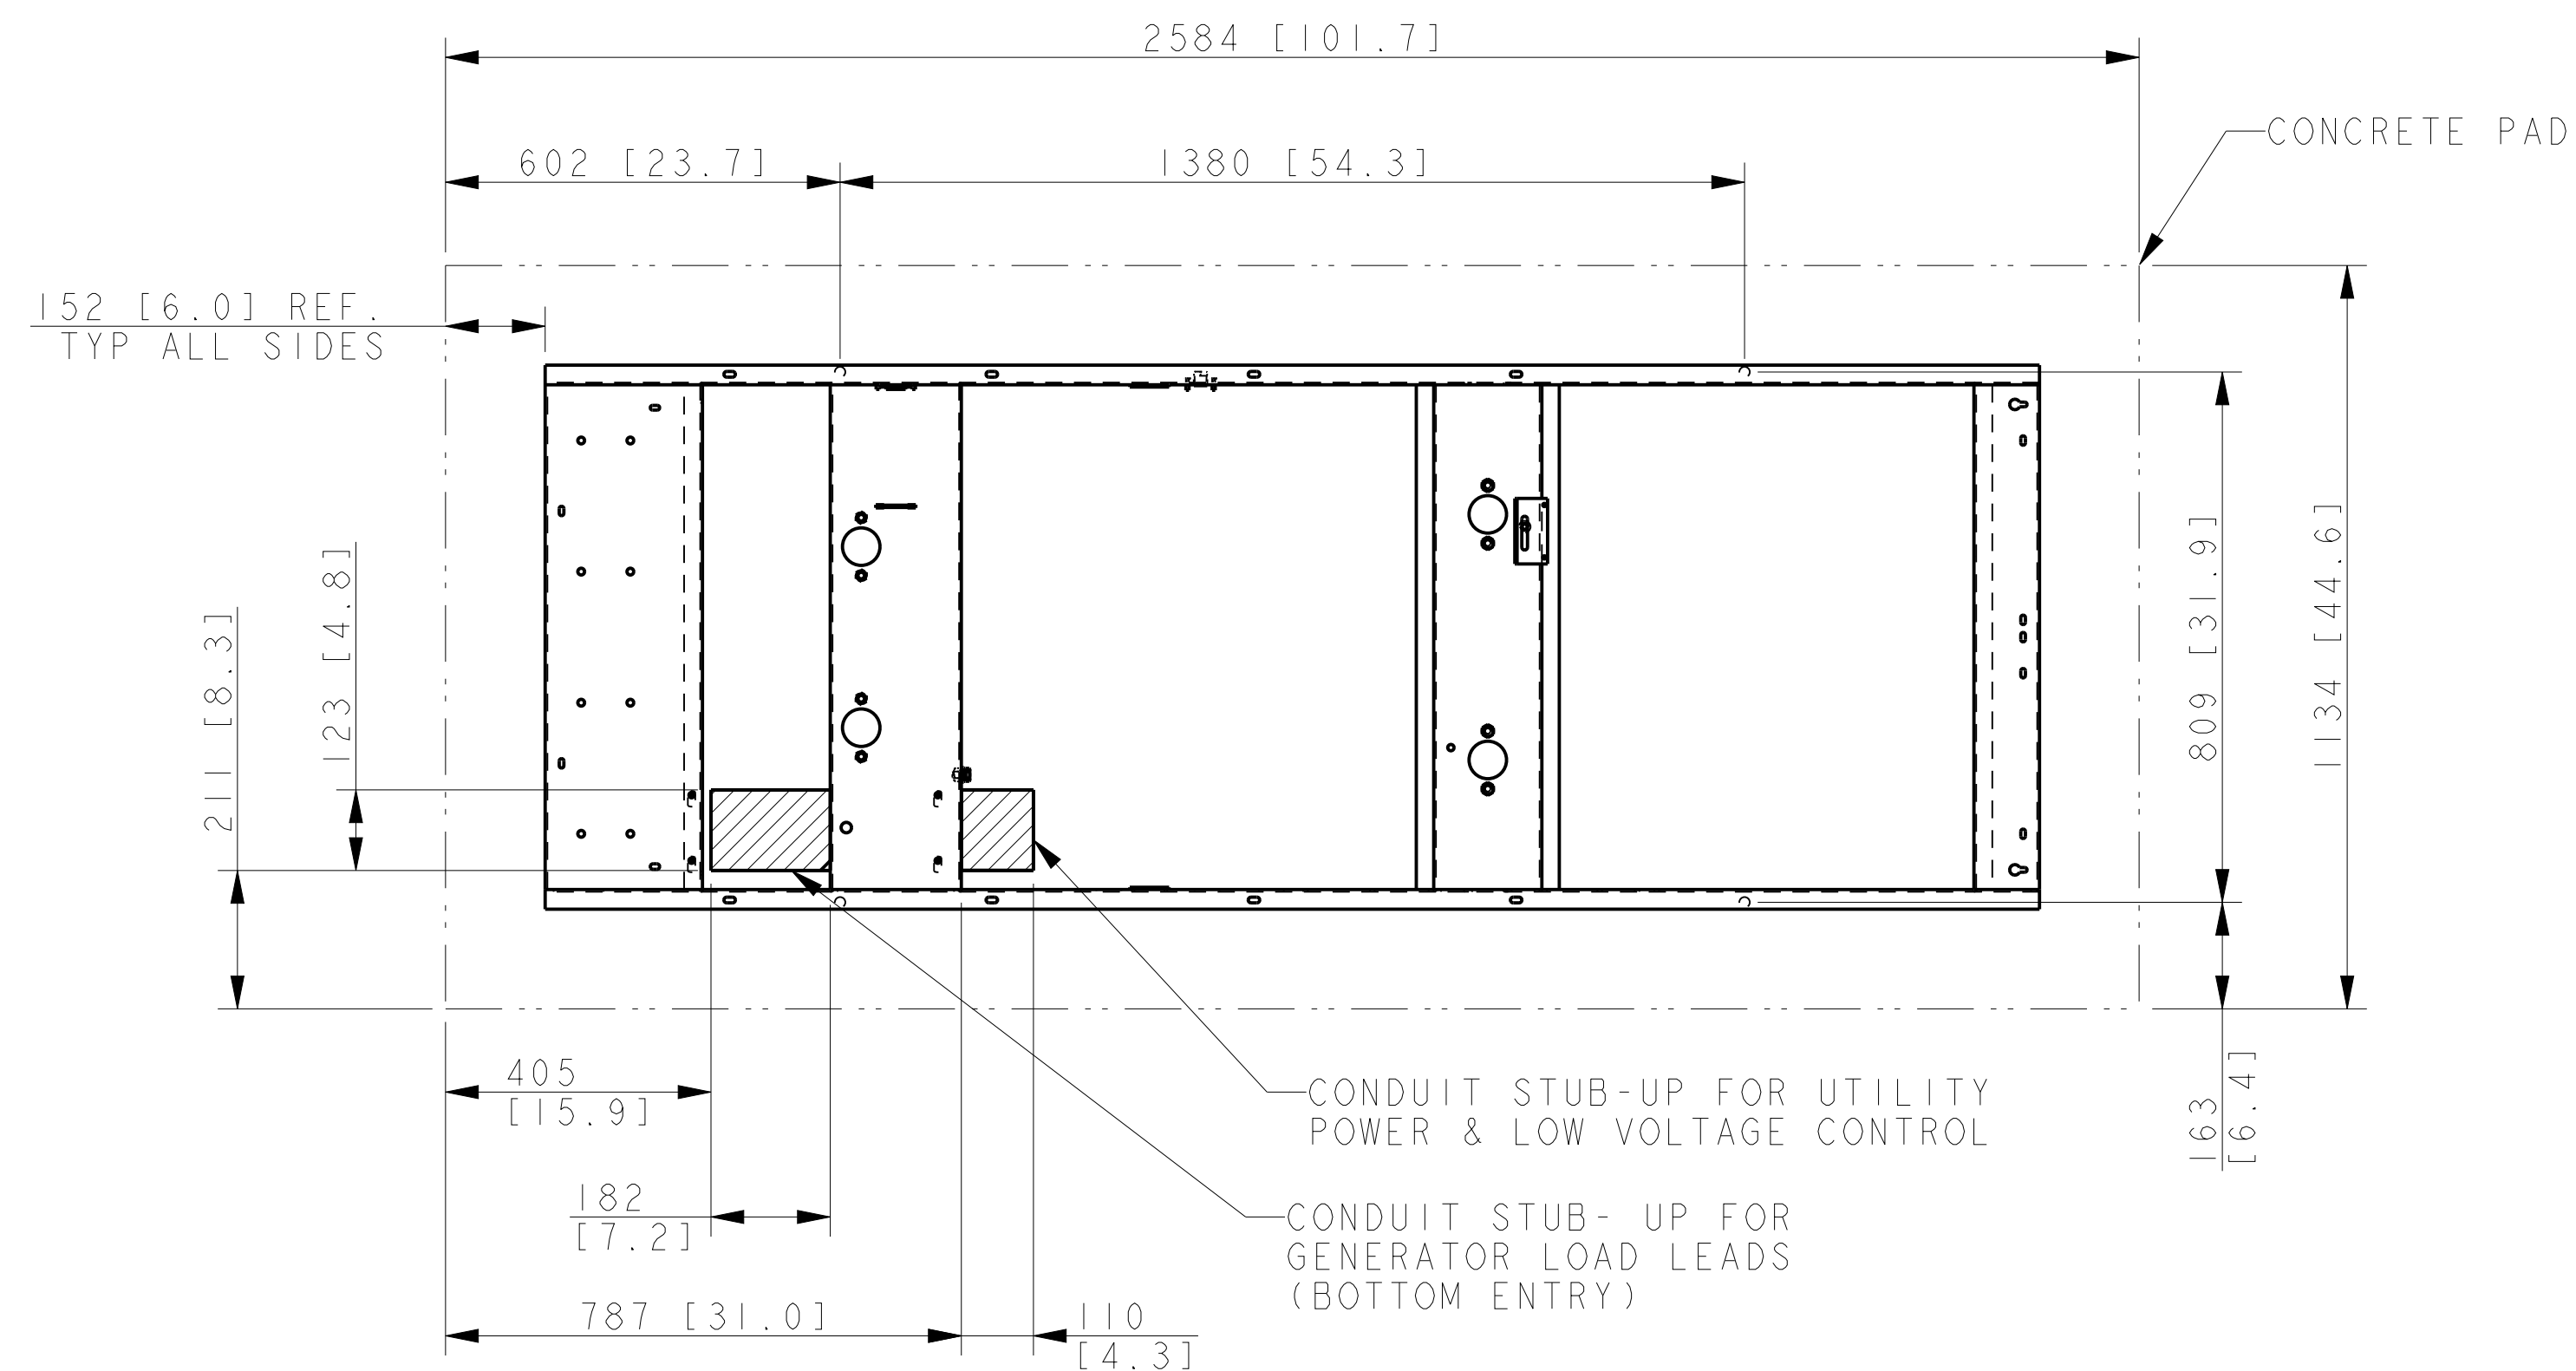 2584 [101.7]
CONCRETE PAD
602 [23.7]
1380 [54.3]
152 [6.0] REF.
TYP ALL SIDES
123 [4.8]
211 [8.3]
809 [31.9]
1134 [44.6]
405
[15.9]
CONDUIT STUB-UP FOR UTILITY
POWER & LOW VOLTAGE CONTROL
163
[6.4]
182
[7.2]
CONDUIT STUB- UP FOR
GENERATOR LOAD LEADS
(BOTTOM ENTRY)
787 [31.0]
110
[4.3]